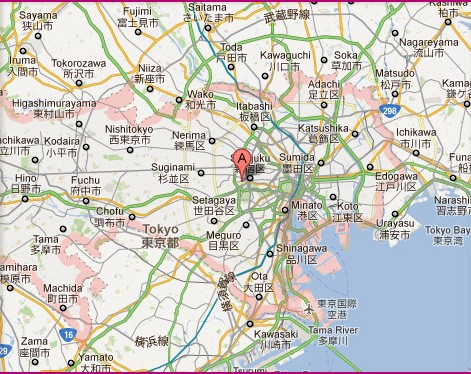 Sayama
狭山市
Fujimi
富士見市
Saitama
さいたま市
武蔵野線
Nagareyama
流山市
Iruma
入間市
Tokorozawa
所沢市
Niiza
新座市
Toda
戸田市
Kawaguchi
川口市
Soka
草加市
Matsudo
松戸市
Wako
和光市
Adachi
足立区
298
Higashimurayama
東村山市
Itabashi
板橋区
Katsushika
葛飾区
Ichikawa
市川市
Nishitokyo
西東京市
Nerima
練馬区
Kodaira
小平市
Suginami
杉並区
A
Sumida
墨田区
Edogawa
江戸川区
Hino
日野市
Fuchu
府中市
Chofu
調布市
Setagaya
世田谷区
Minato
港区
Koto
江東区
Urayasu
浦安市
習志野
Tokyo
東京都
Meguro
目黒区
Tama
多摩市
Shinagawa
品川区
Tokyo Bay
東京湾
Machida
町田市
Ota
大田区
東京国際
空港
16
Kawasaki
川崎市
Tama River
多摩川
Zama
座間市
Yamato
大和市
横浜線